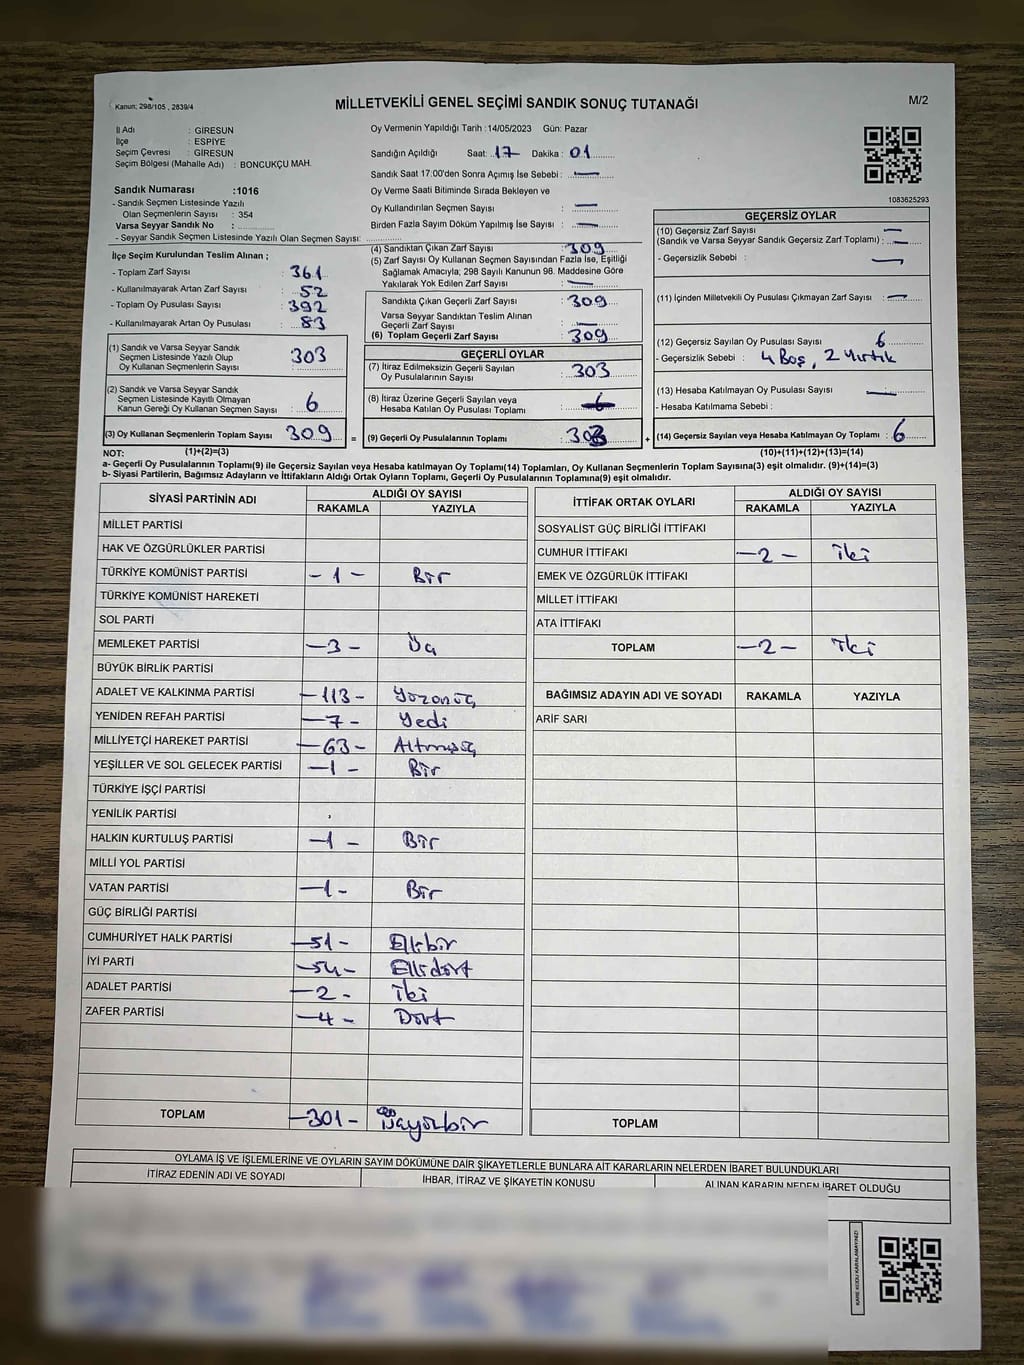 Kanun: 298/105 , 2839/4
MİLLETVEKİLİ GENEL SEÇİMİ SANDIK SONUÇ TUTANAĞI
M/2
İl Adı : GİRESUN
İlçe : ESPİYE
Seçim Çevresi : GİRESUN
Seçim Bölgesi (Mahalle Adı) : BONCUKÇU MAH.
Sandık Numarası :1016
- Sandık Seçmen Listesinde Yazılı
Olan Seçmenlerin Sayısı : 354
Varsa Seyyar Sandık No :
- Seyyar Sandık Seçmen Listesinde Yazılı Olan Seçmen Sayısı:
Oy Vermenin Yapıldığı Tarih :14/05/2023 Gün: Pazar
Sandığın Açıldığı Saat: 17 Dakika : 01
Sandık Saat 17:00'den Sonra Açımış İse Sebebi : —
Oy Verme Saati Bitiminde Sırada Bekleyen ve
Oy Kullandırılan Seçmen Sayısı : —
Birden Fazla Sayım Döküm Yapılmış İse Sayısı : —
1083625293
İlçe Seçim Kurulundan Teslim Alınan ;
- Toplam Zarf Sayısı : 361
- Kullanılmayarak Artan Zarf Sayısı : 52
- Toplam Oy Pusulası Sayısı : 392
- Kullanılmayarak Artan Oy Pusulası : 83
(1) Sandık ve Varsa Seyyar Sandık
Seçmen Listesinde Yazılı Olup
Oy Kullanan Seçmenlerin Sayısı : 303
(2) Sandık ve Varsa Seyyar Sandık
Seçmen Listesinde Kayıtlı Olmayan
Kanun Gereği Oy Kullanan Seçmen Sayısı : 6
(3) Oy Kullanan Seçmenlerin Toplam Sayısı : 309 =
(4) Sandıktan Çıkan Zarf Sayısı : 309
(5) Zarf Sayısı Oy Kullanan Seçmen Sayısından Fazla İse, Eşitliği
Sağlamak Amacıyla; 298 Sayılı Kanunun 98. Maddesine Göre
Yakılarak Yok Edilen Zarf Sayısı : —
Sandıkta Çıkan Geçerli Zarf Sayısı : 309
Varsa Seyyar Sandıktan Teslim Alınan
Geçerli Zarf Sayısı : —
(6) Toplam Geçerli Zarf Sayısı : 309
GEÇERLİ OYLAR
(7) İtiraz Edilmeksizin Geçerli Sayılan
Oy Pusulalarının Sayısı : 303
(8) İtiraz Üzerine Geçerli Sayılan veya
Hesaba Katılan Oy Pusulası Toplamı :
(9) Geçerli Oy Pusulalarının Toplamı : 303 +
GEÇERSİZ OYLAR
(10) Geçersiz Zarf Sayısı : —
(Sandık ve Varsa Seyyar Sandık Geçersiz Zarf Toplamı) : —
- Geçersizlik Sebebi : —
(11) İçinden Milletvekili Oy Pusulası Çıkmayan Zarf Sayısı : —
(12) Geçersiz Sayılan Oy Pusulası Sayısı : 6
- Geçersizlik Sebebi : 4 Boş, 2 Yırtık
(13) Hesaba Katılmayan Oy Pusulası Sayısı : —
- Hesaba Katılmama Sebebi :
(14) Geçersiz Sayılan veya Hesaba Katılmayan Oy Toplamı : 6
NOT: (1)+(2)=(3) (10)+(11)+(12)+(13)=(14)
a- Geçerli Oy Pusulalarının Toplamı(9) ile Geçersiz Sayılan veya Hesaba katılmayan Oy Toplamı(14) Toplamları, Oy Kullanan Seçmenlerin Toplam Sayısına(3) eşit olmalıdır. (9)+(14)=(3)
b- Siyasi Partilerin, Bağımsız Adayların ve İttifakların Aldığı Ortak Oyların Toplamı, Geçerli Oy Pusulalarının Toplamına(9) eşit olmalıdır.
SİYASİ PARTİNİN ADI ALDIĞI OY SAYISI
RAKAMLA YAZIYLA
MİLLET PARTİSİ
HAK VE ÖZGÜRLÜKLER PARTİSİ
TÜRKİYE KOMÜNİST PARTİSİ - 1 - Bir
TÜRKİYE KOMÜNİST HAREKETİ
SOL PARTİ
MEMLEKET PARTİSİ - 3 - Üç
BÜYÜK BİRLİK PARTİSİ
ADALET VE KALKINMA PARTİSİ - 113 - Yüzonüç
YENİDEN REFAH PARTİSİ - 7 - Yedi
MİLLİYETÇİ HAREKET PARTİSİ - 63 - Altmışüç
YEŞİLLER VE SOL GELECEK PARTİSİ - 1 - Bir
TÜRKİYE İŞÇİ PARTİSİ
YENİLİK PARTİSİ
HALKIN KURTULUŞ PARTİSİ - 1 - Bir
MİLLİ YOL PARTİSİ
VATAN PARTİSİ - 1 - Bir
GÜÇ BİRLİĞİ PARTİSİ
CUMHURİYET HALK PARTİSİ - 51 - Ellibir
İYİ PARTİ - 54 - Ellidört
ADALET PARTİSİ - 2 - İki
ZAFER PARTİSİ - 4 - Dört
TOPLAM - 301 - Üçyüzbir
İTTİFAK ORTAK OYLARI ALDIĞI OY SAYISI
RAKAMLA YAZIYLA
SOSYALİST GÜÇ BİRLİĞİ İTTİFAKI
CUMHUR İTTİFAKI - 2 - İki
EMEK VE ÖZGÜRLÜK İTTİFAKI
MİLLET İTTİFAKI
ATA İTTİFAKI
TOPLAM - 2 - İki
BAĞIMSIZ ADAYIN ADI VE SOYADI RAKAMLA YAZIYLA
ARİF SARI
TOPLAM
OYLAMA İŞ VE İŞLEMLERİNE VE OYLARIN SAYIM DÖKÜMÜNE DAİR ŞİKAYETLERLE BUNLARA AİT KARARLARIN NELERDEN İBARET BULUNDUKLARI
İTİRAZ EDENİN ADI VE SOYADI İHBAR, İTİRAZ VE ŞİKAYETİN KONUSU ALINAN KARARIN NEDEN İBARET OLDUĞU
KARE KODU KARALAMAYINIZ!